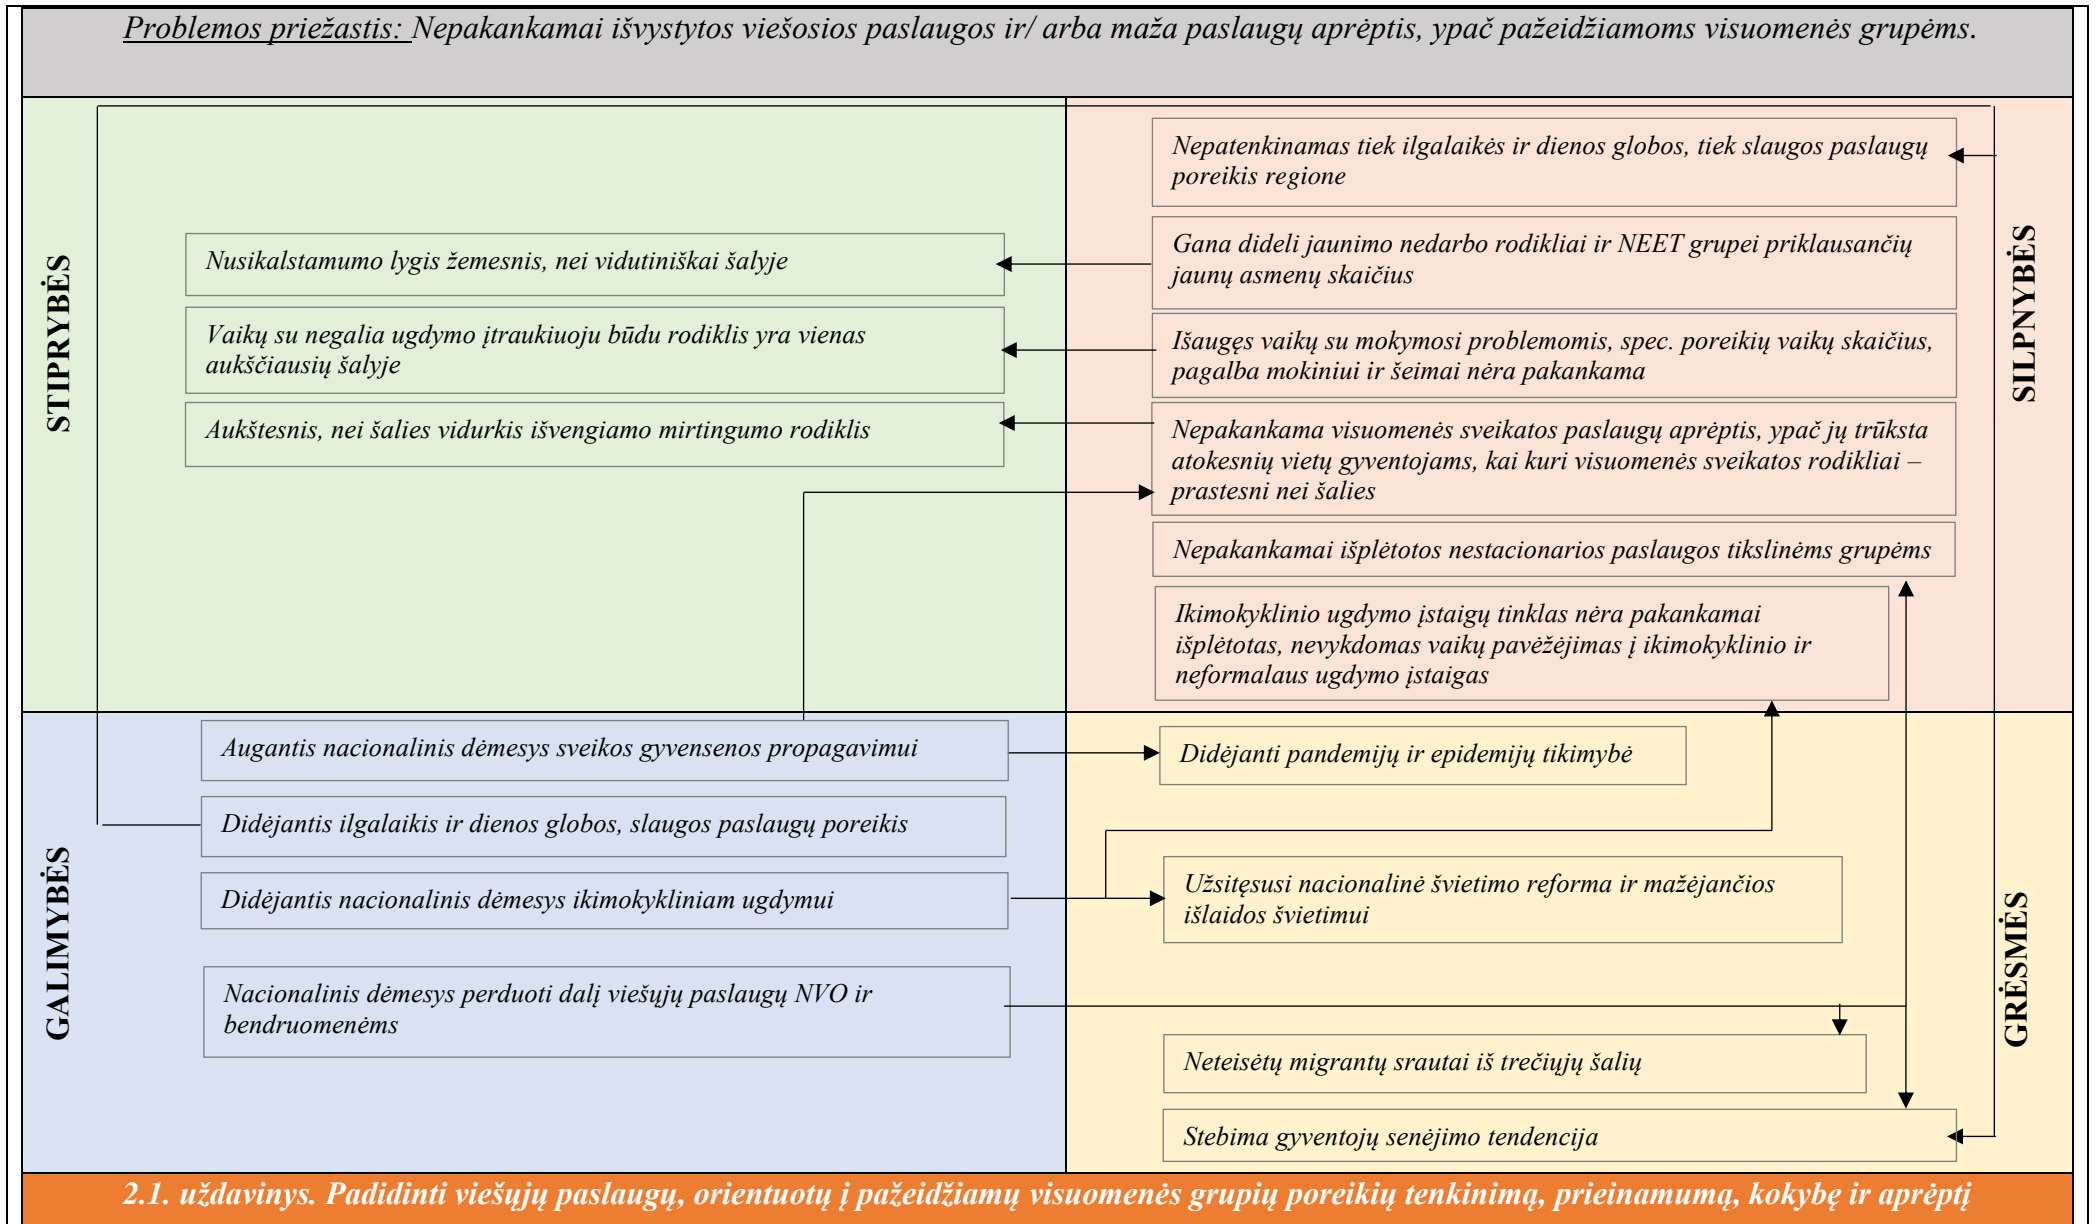 Problemos priežastis: Nepakankamai išvystytos viešosios paslaugos ir/ arba maža paslaugų aprėptis, ypač pažeidžiamoms visuomenės grupėms.
STIPRYBĖS
Nusikalstamumo lygis žemesnis, nei vidutiniškai šalyje
Vaikų su negalia ugdymo įtraukiuoju būdu rodiklis yra vienas
aukščiausių šalyje
Aukštesnis, nei šalies vidurkis išvengiamo mirtingumo rodiklis
SILPNYBĖS
Nepatenkinamas tiek ilgalaikės ir dienos globos, tiek slaugos paslaugų
poreikis regione
Gana dideli jaunimo nedarbo rodikliai ir NEET grupei priklausančių
jaunų asmenų skaičius
Išaugęs vaikų su mokymosi problemomis, spec. poreikių vaikų skaičius,
pagalba mokiniui ir šeimai nėra pakankama
Nepakankama visuomenės sveikatos paslaugų aprėptis, ypač jų trūksta
atokesnių vietų gyventojams, kai kuri visuomenės sveikatos rodikliai –
prastesni nei šalies
Nepakankamai išplėtotos nestacionarios paslaugos tikslinėms grupėms
Ikimokyklinio ugdymo įstaigų tinklas nėra pakankamai
išplėtotas, nevykdomas vaikų pavėžėjimas į ikimokyklinio ir
neformalaus ugdymo įstaigas
GALIMYBĖS
Augantis nacionalinis dėmesys sveikos gyvensenos propagavimui
Didėjantis ilgalaikis ir dienos globos, slaugos paslaugų poreikis
Didėjantis nacionalinis dėmesys ikimokykliniam ugdymui
Nacionalinis dėmesys perduoti dalį viešųjų paslaugų NVO ir
bendruomenėms
GRĖSMĖS
Didėjanti pandemijų ir epidemijų tikimybė
Užsitęsusi nacionalinė švietimo reforma ir mažėjančios
išlaidos švietimui
Neteisėtų migrantų srautai iš trečiųjų šalių
Stebima gyventojų senėjimo tendencija
2.1. uždavinys. Padidinti viešųjų paslaugų, orientuotų į pažeidžiamų visuomenės grupių poreikių tenkinimą, prieinamumą, kokybę ir aprėptį